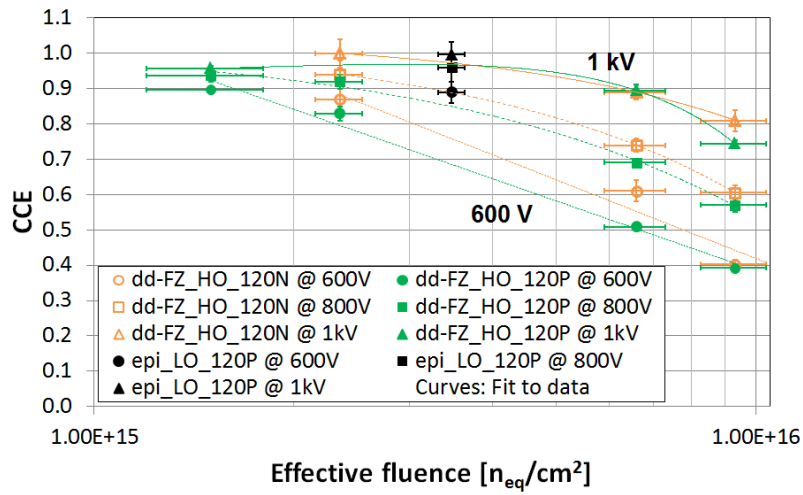 1.1
1.0
0.9
0.8
0.7
0.6
0.5
0.4
0.3
0.2
0.1
0.0
CCE
1 kV
600 V
dd-FZ_HO_120N @ 600V
dd-FZ_HO_120P @ 600V
dd-FZ_HO_120N @ 800V
dd-FZ_HO_120P @ 800V
dd-FZ_HO_120N @ 1kV
dd-FZ_HO_120P @ 1kV
epi_LO_120P @ 600V
epi_LO_120P @ 800V
epi_LO_120P @ 1kV
Curves: Fit to data
1.00E+15
1.00E+16
Effective fluence [n_eq/cm²]